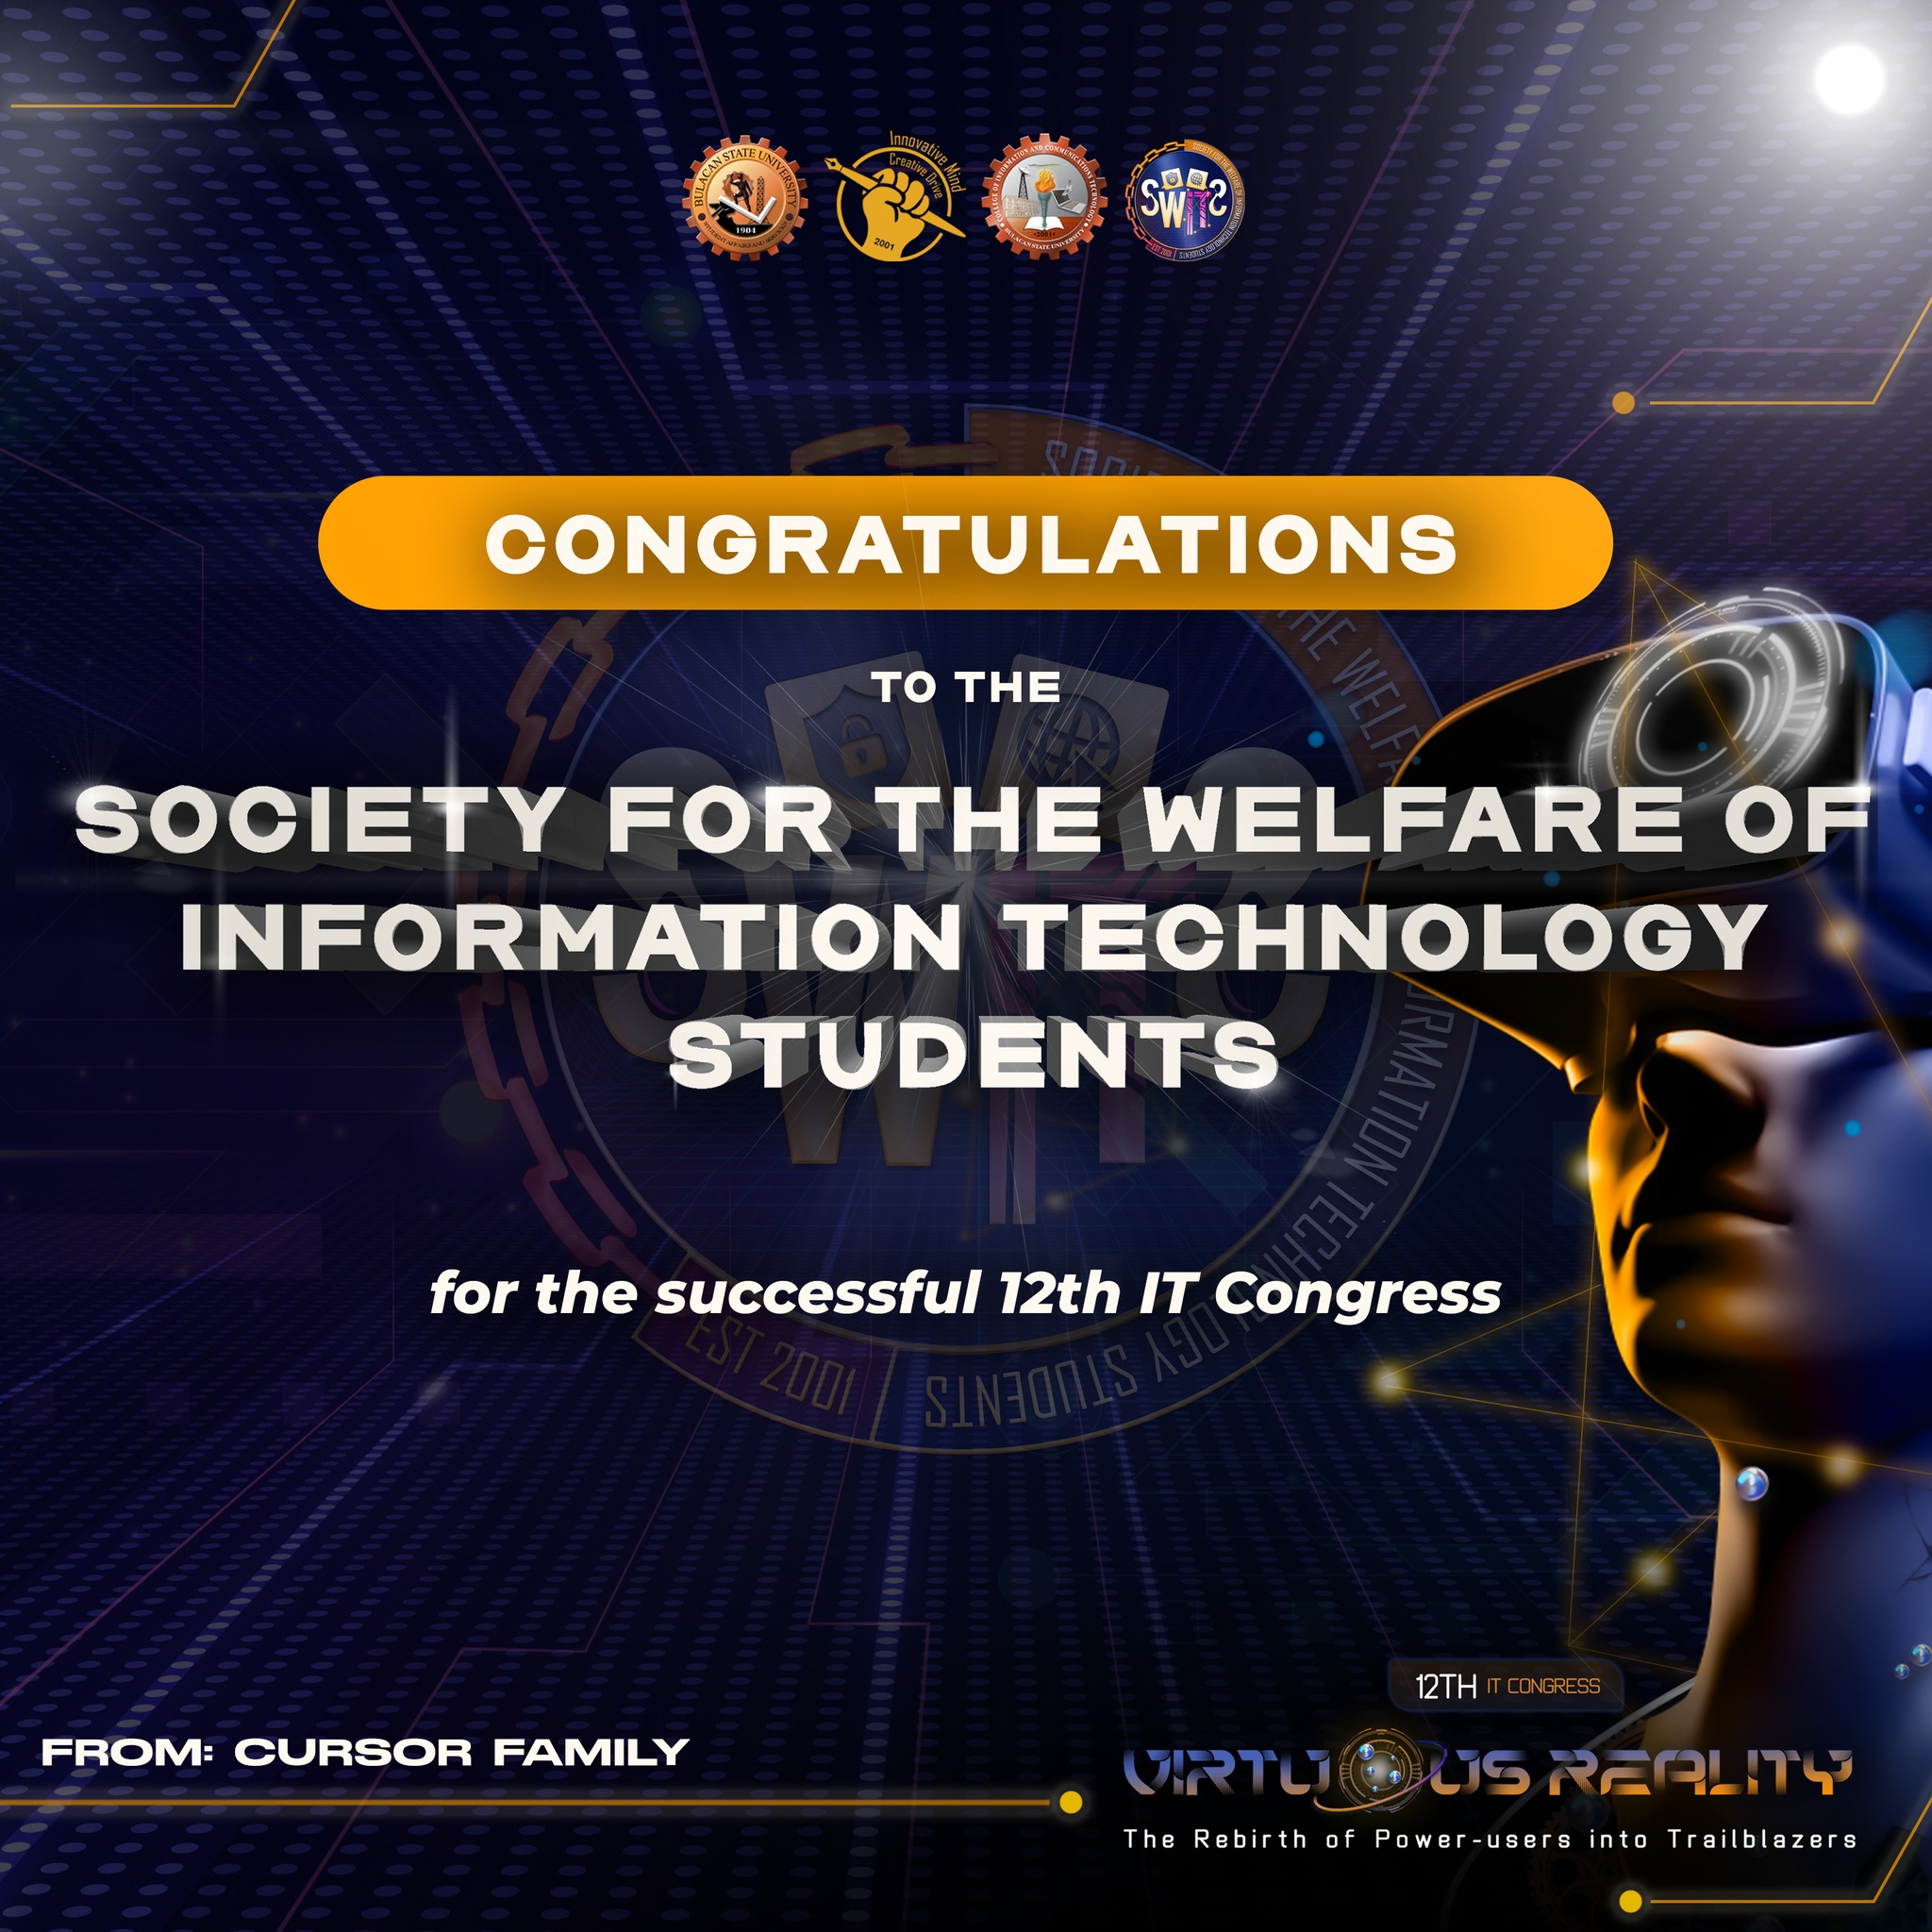 BULACAN STATE UNIVERSITY
1904
STUDENT AFFAIRS AND SERVICES
Innovative Mind
Creative Drive
2001
COLLEGE OF INFORMATION AND COMMUNICATIONS TECHNOLOGY
2001
BULACAN STATE UNIVERSITY
SOCIETY FOR THE WELFARE OF INFORMATION TECHNOLOGY STUDENTS
SWITS
EST 2001
CONGRATULATIONS
TO THE
SOCIETY FOR THE WELFARE OF
INFORMATION TECHNOLOGY
STUDENTS
for the successful 12th IT Congress
EST 2001
12TH IT CONGRESS
FROM: CURSOR FAMILY
VIRTUOUS REALITY
The Rebirth of Power-users into Trailblazers